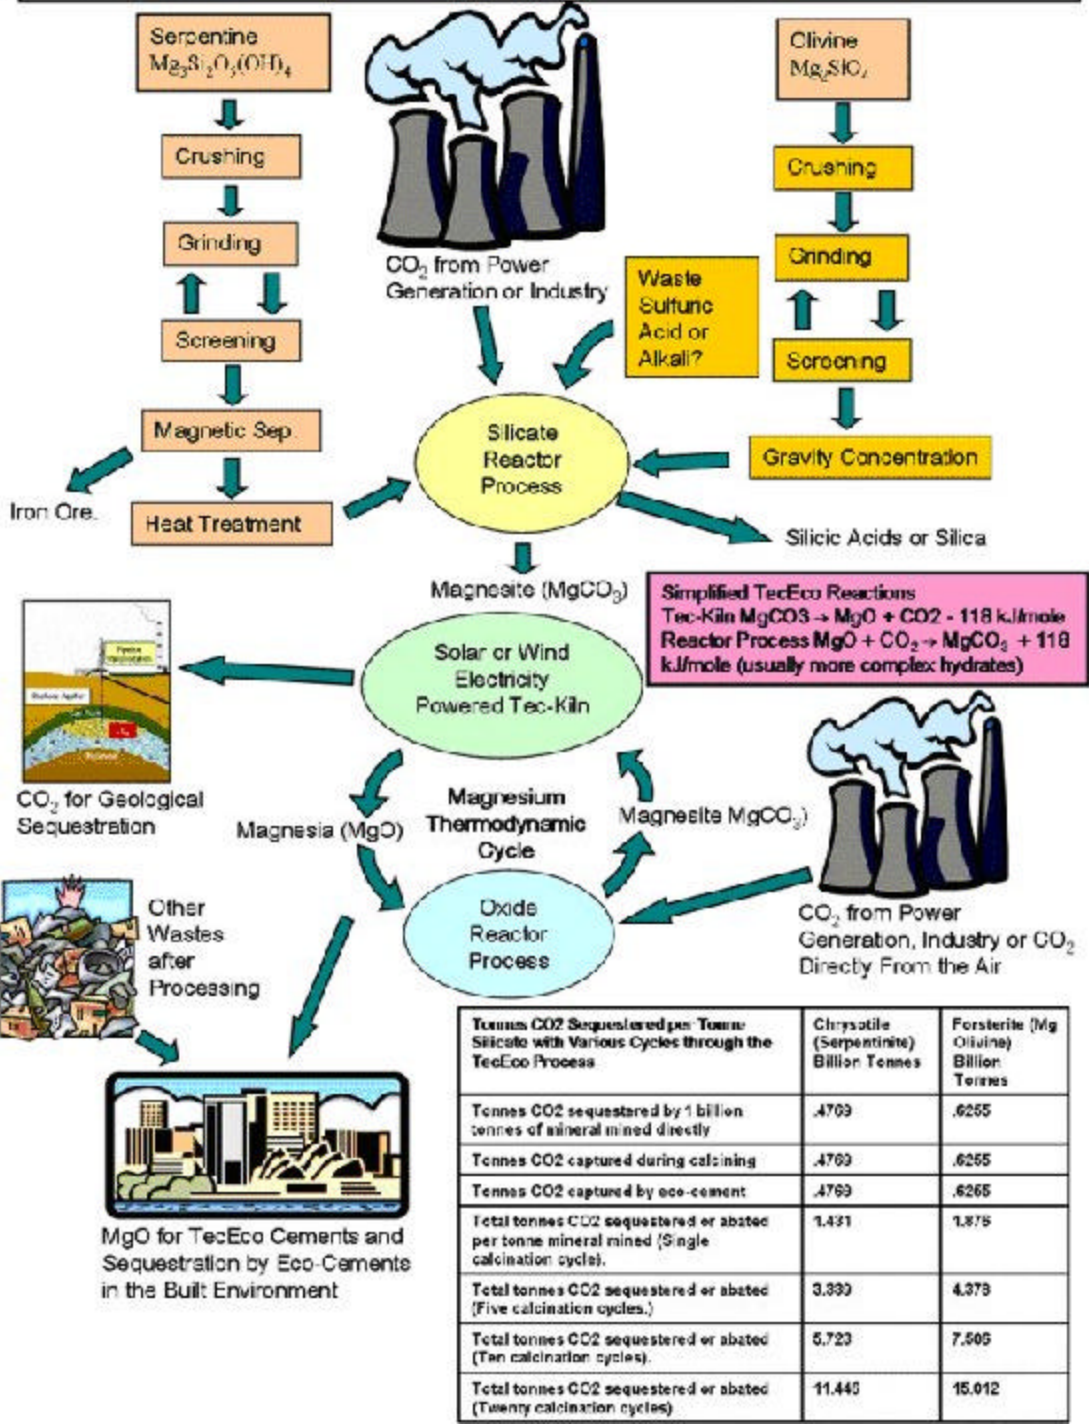 Serpentine
Mg₃Si₂O₅(OH)₄
Crushing
Grinding
Screening
Magnetic Sep.
Iron Ore.
Heat Treatment
CO₂ from Power
Generation or Industry
Waste
Sulfuric
Acid or
Alkali?
Olivine
Mg₂SiO₄
Crushing
Grinding
Screening
Gravity Concentration
Silicate
Reactor
Process
Silicic Acids or Silica
Magnesite (MgCO₃)
Simplified TecEco Reactions
Tec-Kiln MgCO3 → MgO + CO2 - 118 kJ/mole
Reactor Process MgO + CO₂ → MgCO₃ + 118
kJ/mole (usually more complex hydrates)
Solar or Wind
Electricity
Powered Tec-Kiln
CO₂ for Geological
Sequestration
Magnesia (MgO)
Magnesium
Thermodynamic
Cycle
Magnesite MgCO₃)
Oxide
Reactor
Process
CO₂ from Power
Generation, Industry or CO₂
Directly From the Air
Other
Wastes
after
Processing
MgO for TecEco Cements and
Sequestration by Eco-Cements
in the Built Environment
Tonnes CO2 Sequestered per Tonne
Silicate with Various Cycles through the
TecEco Process
Chrysotile
(Serpentinite)
Billion Tonnes
Forsterite (Mg
Olivine)
Billion
Tonnes
Tonnes CO2 sequestered by 1 billion
tonnes of mineral mined directly
.4769
.6255
Tonnes CO2 captured during calcining
.4769
.6255
Tonnes CO2 captured by eco-cement
.4769
.6255
Total tonnes CO2 sequestered or abated
per tonne mineral mined (Single
calcination cycle).
1.431
1.876
Total tonnes CO2 sequestered or abated
(Five calcination cycles.)
3.339
4.378
Total tonnes CO2 sequestered or abated
(Ten calcination cycles).
5.723
7.506
Total tonnes CO2 sequestered or abated
(Twenty calcination cycles)
11.446
15.012